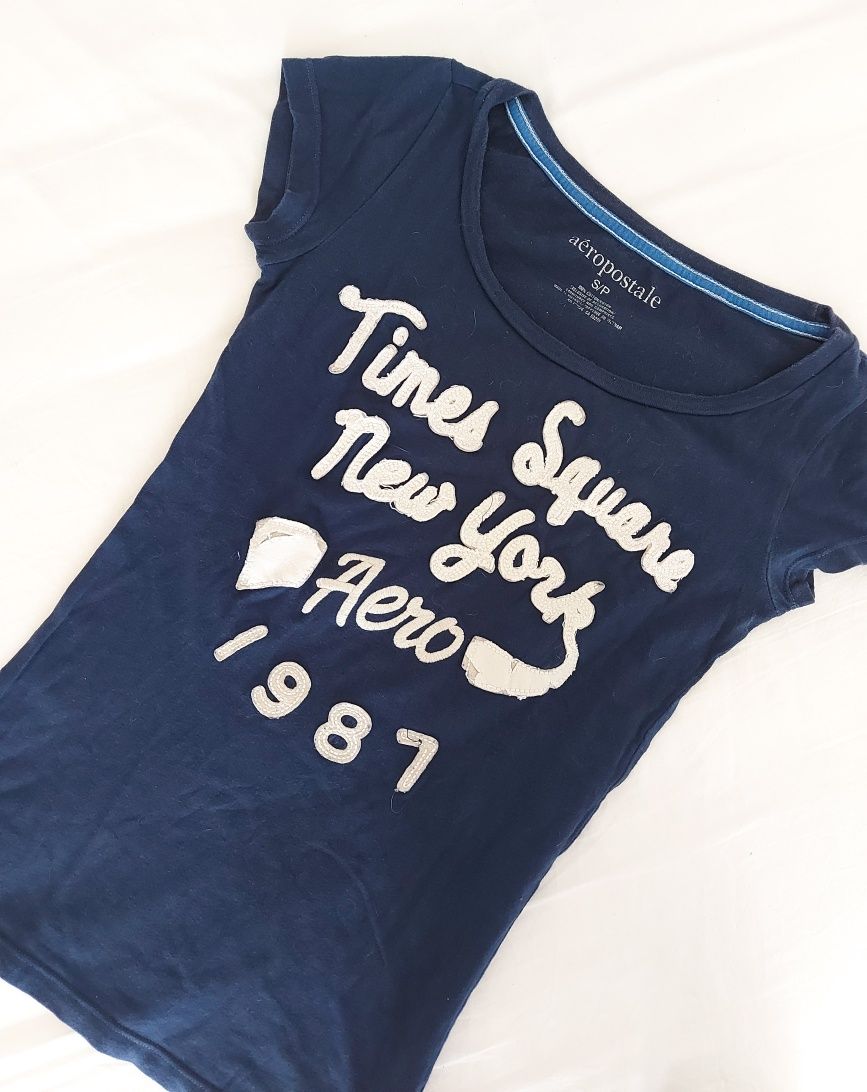 aéropostale
S/P
Times Square
New York
Aero
1987